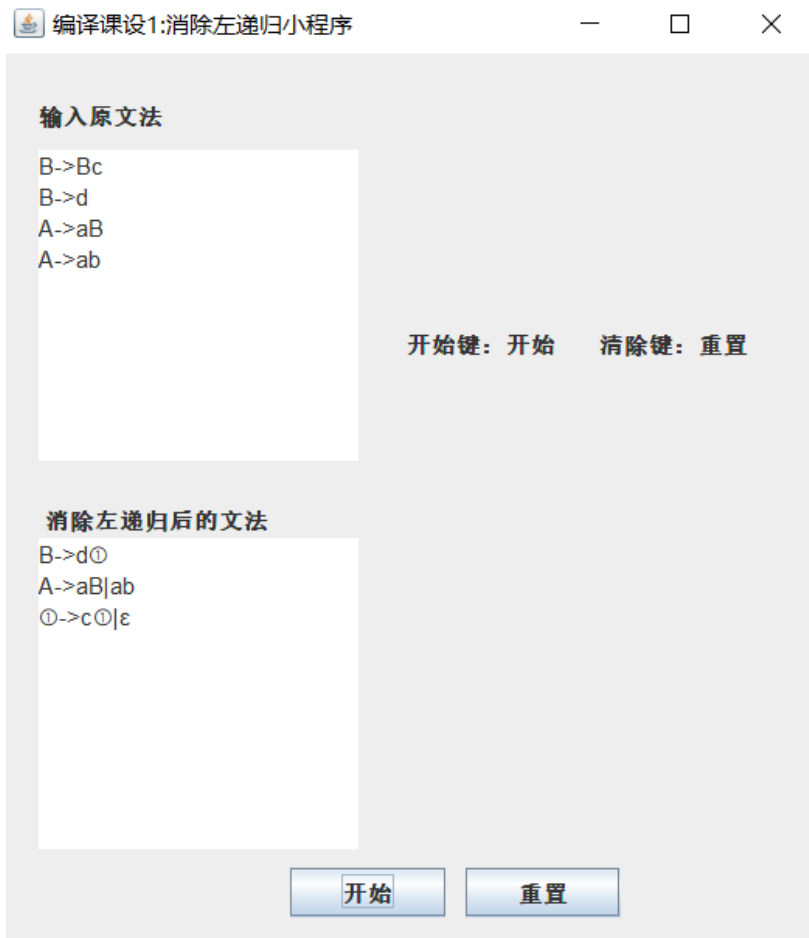 编译课设1:消除左递归小程序
输入原文法
B->Bc
B->d
A->aB
A->ab
开始键：开始 清除键：重置
消除左递归后的文法
B->d①
A->aB|ab
①->c①|ε
开始 重置